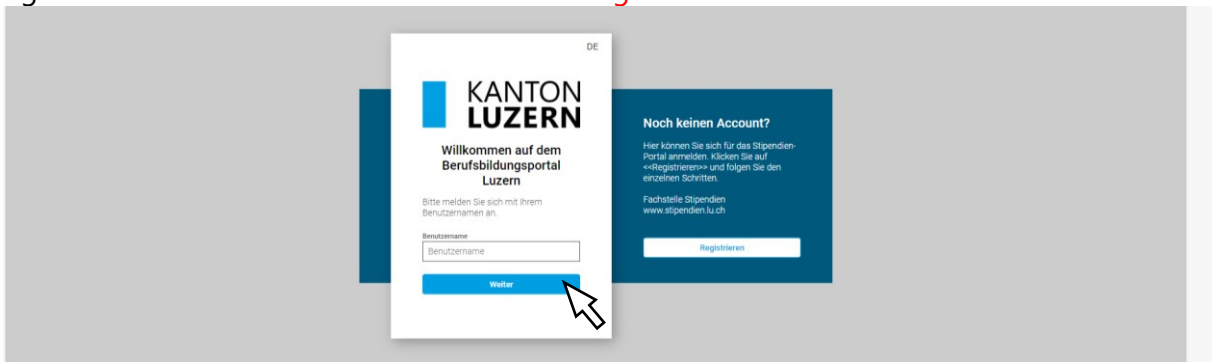 DE
KANTON
LUZERN
Willkommen auf dem
Berufsbildungsportal
Luzern
Bitte melden Sie sich mit Ihrem
Benutzernamen an.
Benutzername
Benutzername
Weiter
Noch keinen Account?
Hier können Sie sich für das Stipendien-
Portal anmelden. Klicken Sie auf
<<Registrieren>> und folgen Sie den
einzelnen Schritten.
Fachstelle Stipendien
www.stipendien.lu.ch
Registrieren